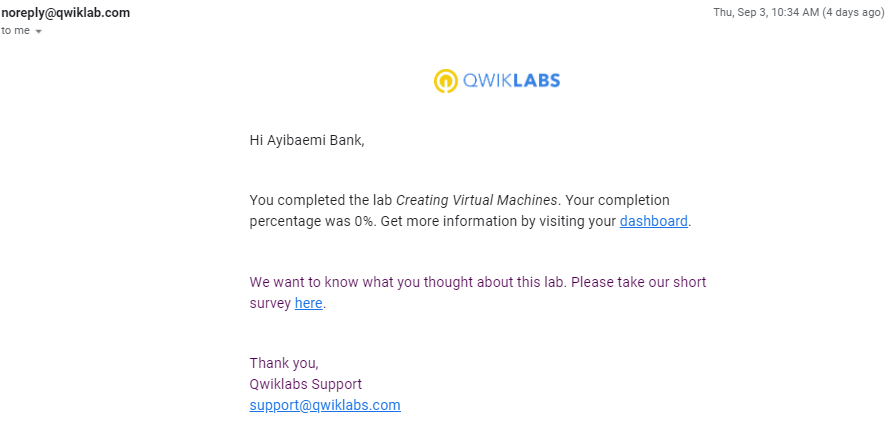 noreply@qwiklab.com
Thu, Sep 3, 10:34 AM (4 days ago)
to me
QWIKLABS
Hi Ayibaemi Bank,
You completed the lab Creating Virtual Machines. Your completion
percentage was 0%. Get more information by visiting your dashboard.
We want to know what you thought about this lab. Please take our short
survey here.
Thank you,
Qwiklabs Support
support@qwiklabs.com